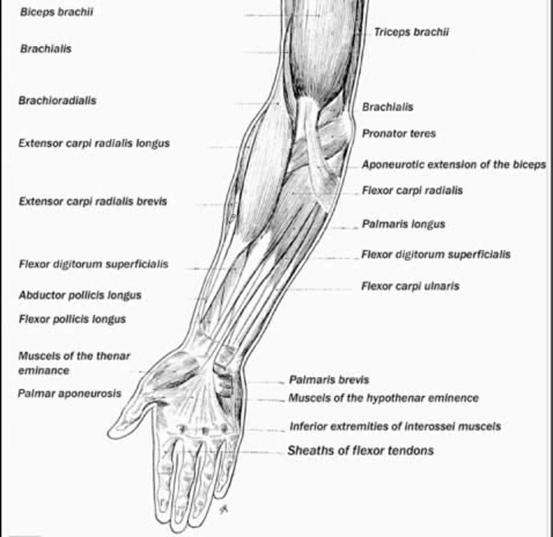 Biceps brachii
Brachialis
Brachioradialis
Extensor carpi radialis longus
Extensor carpi radialis brevis
Flexor digitorum superficialis
Abductor pollicis longus
Flexor pollicis longus
Muscels of the thenar
eminance
Palmar aponeurosis
Triceps brachii
Brachialis
Pronator teres
Aponeurotic extension of the biceps
Flexor carpi radialis
Palmaris longus
Flexor digitorum superficialis
Flexor carpi ulnaris
Palmaris brevis
Muscels of the hypothenar eminence
Inferior extremities of interossei muscels
Sheaths of flexor tendons